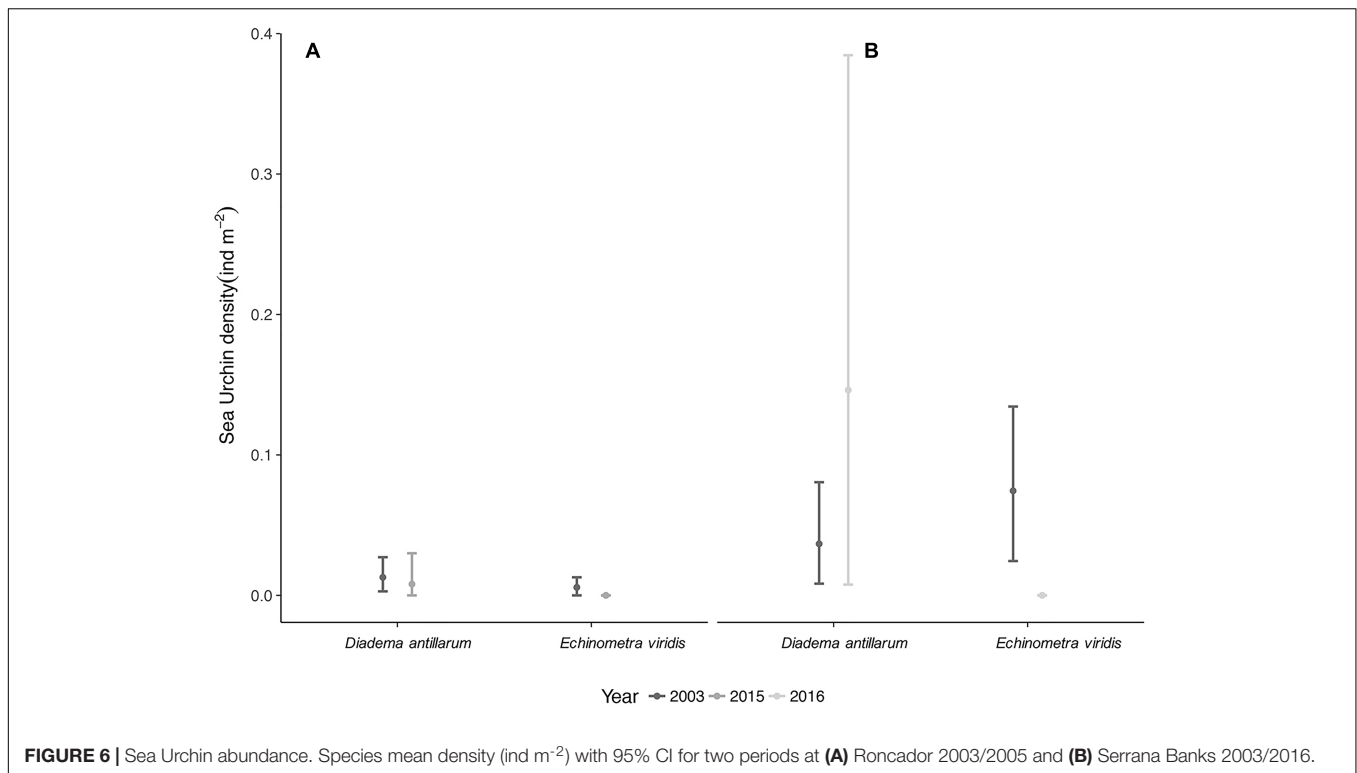 A
B
0.4
0.3
0.2
0.1
0.0
Sea Urchin density(ind m⁻²)
Diadema antillarum
Echinometra viridis
Diadema antillarum
Echinometra viridis
Year 2003 2015 2016
FIGURE 6 | Sea Urchin abundance. Species mean density (ind m⁻²) with 95% CI for two periods at (A) Roncador 2003/2005 and (B) Serrana Banks 2003/2016.